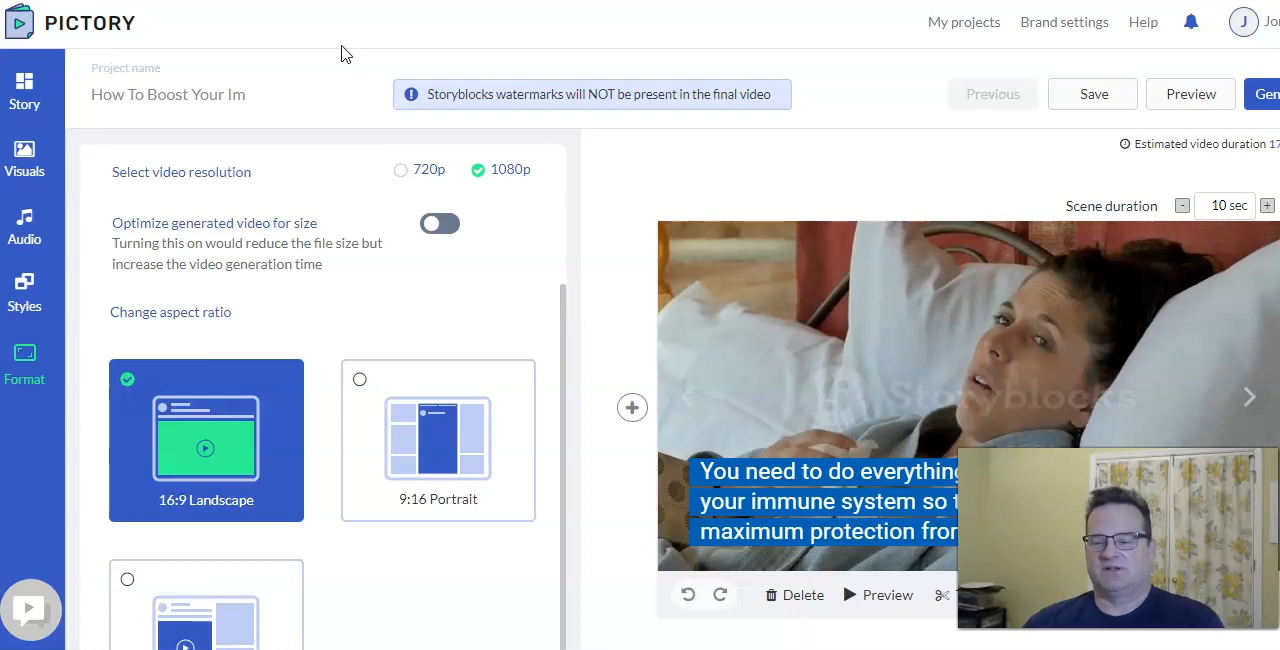 PICTORY
My projects
Brand settings
Help
J
Project name
How To Boost Your Im
Storyblocks watermarks will NOT be present in the final video
Previous
Save
Preview
Story
Visuals
Audio
Styles
Format
Select video resolution
720p
1080p
Optimize generated video for size
Turning this on would reduce the file size but
increase the video generation time
Change aspect ratio
16:9 Landscape
9:16 Portrait
Estimated video duration 17
Scene duration
-
10 sec
+
Storyblocks
You need to do everything
your immune system so
maximum protection from
Delete
Preview